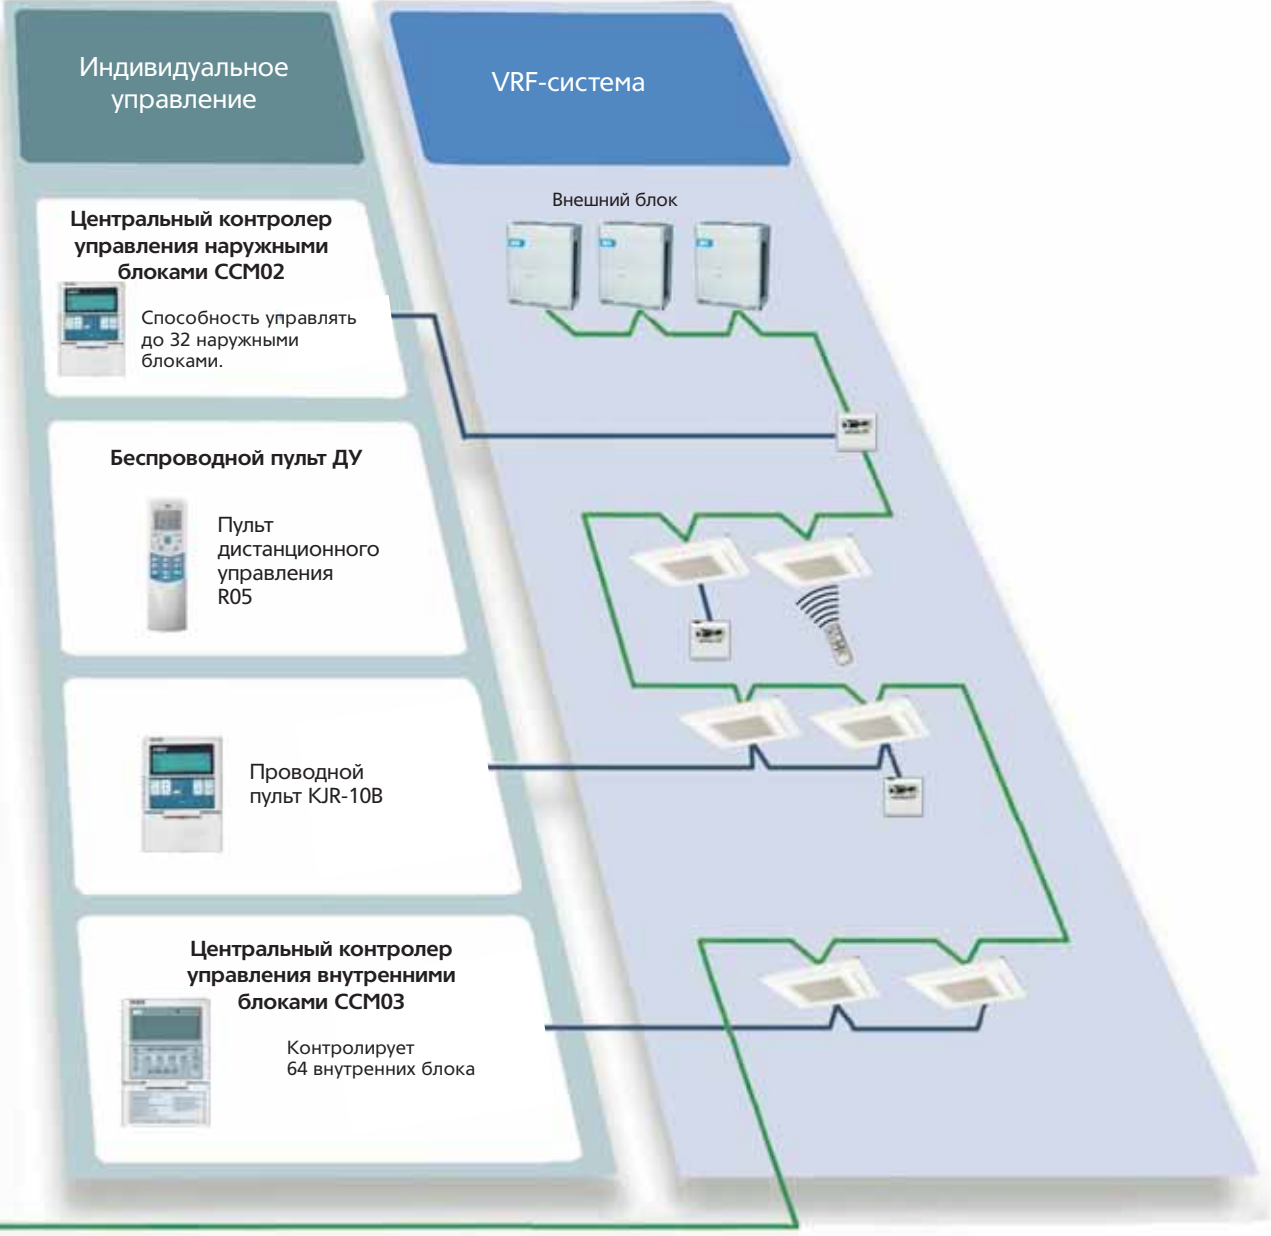 Индивидуальное
управление
VRF-система
Центральный контролер
управления наружными
блоками CCM02
Способность управлять
до 32 наружными
блоками.
Внешний блок
Беспроводной пульт ДУ
Пульт
дистанционного
управления
R05
Проводной
пульт KJR-10B
Центральный контролер
управления внутренними
блоками CCM03
Контролирует
64 внутренних блока